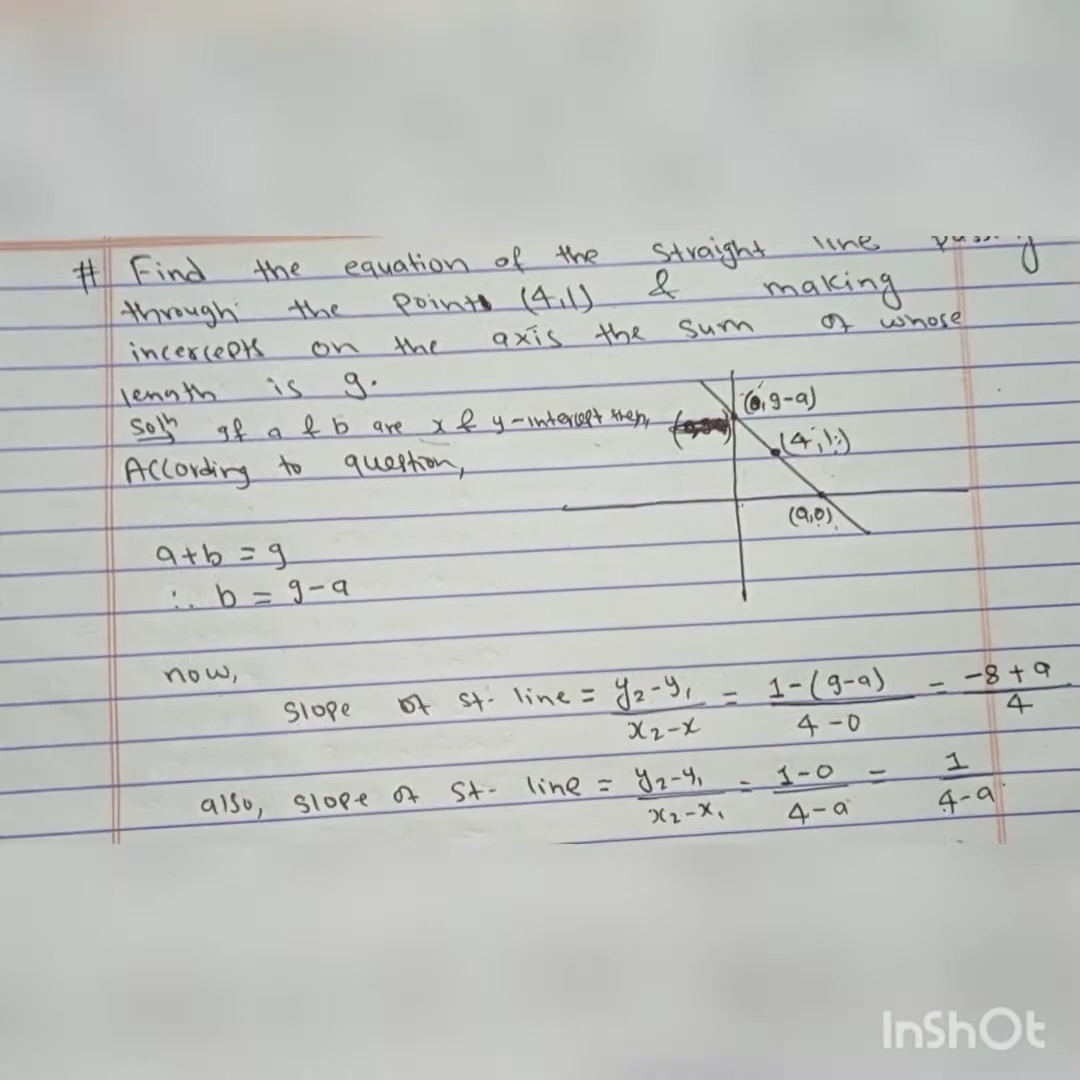 # Find the equation of the straight line
through the point (4,1) & making
incercepts on the axis the sum of whose
length is 9.
Soln If a & b are x & y-intercept then,
According to question,
(0,9-a)
(4,1)
(a,0)
a+b = 9
∴ b = 9-a
now,
slope of st. line = y₂-y₁/x₂-x = 1-(9-a)/4-0 = -8+a/4
also, slope of st- line = y₂-y₁/x₂-x₁ = 1-0/4-a = 1/4-a
InShOt